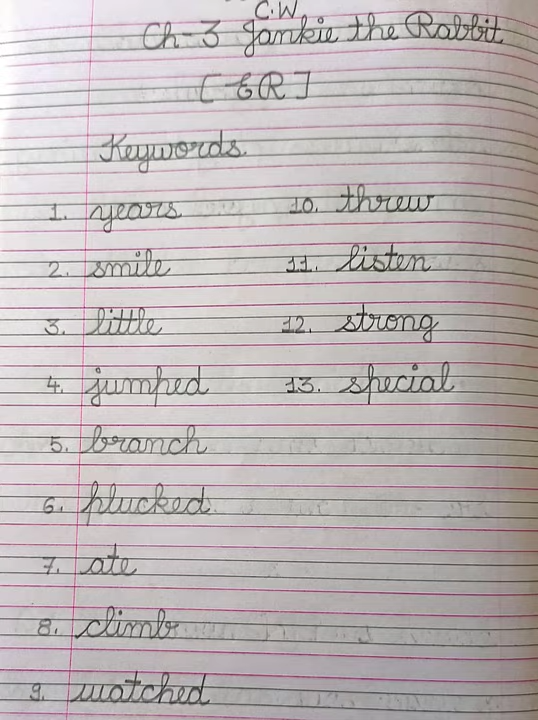 C.W
Ch-3 Jankie the Rabbit
[ ER ]
Keywords.
1. years
2. smile
3. little
4. jumped
5. branch
6. plucked.
7. ate
8. climb
9. watched
10. threw
11. listen
12. strong
13. special